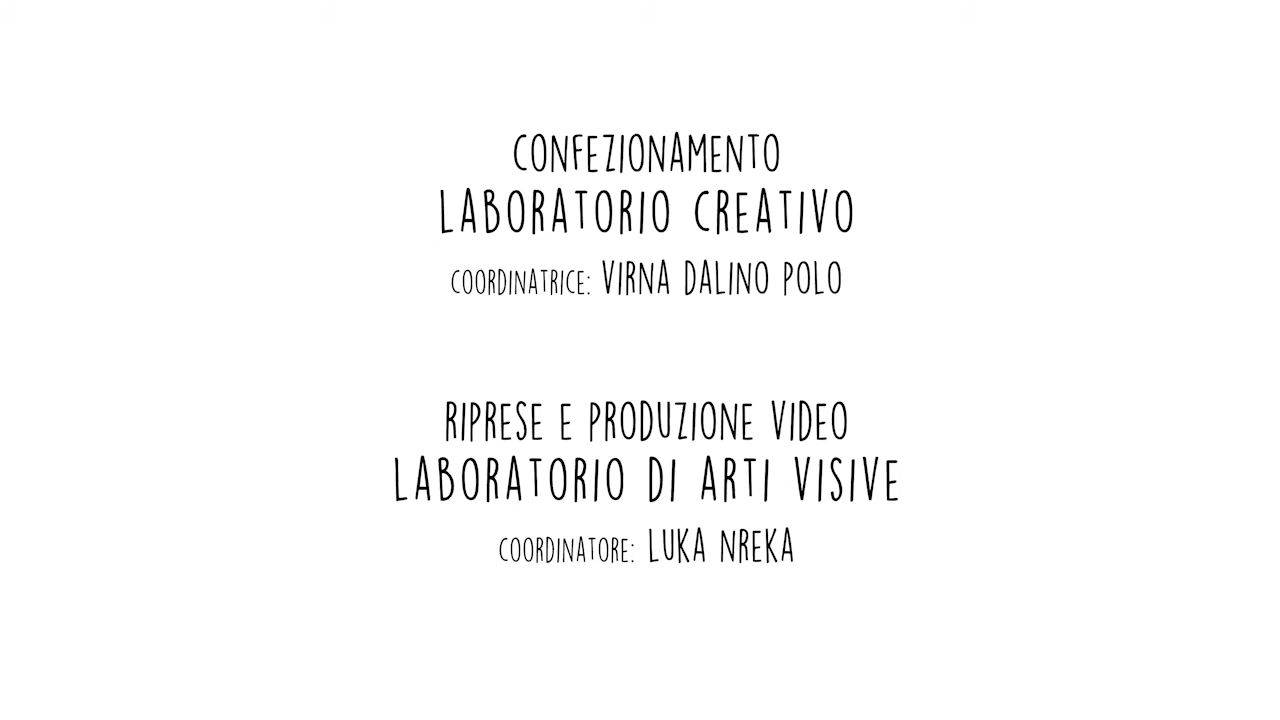 CONFEZIONAMENTO
LABORATORIO CREATIVO
COORDINATRICE: VIRNA DALINO POLO
RIPRESE E PRODUZIONE VIDEO
LABORATORIO DI ARTI VISIVE
COORDINATORE: LUKA NREKA